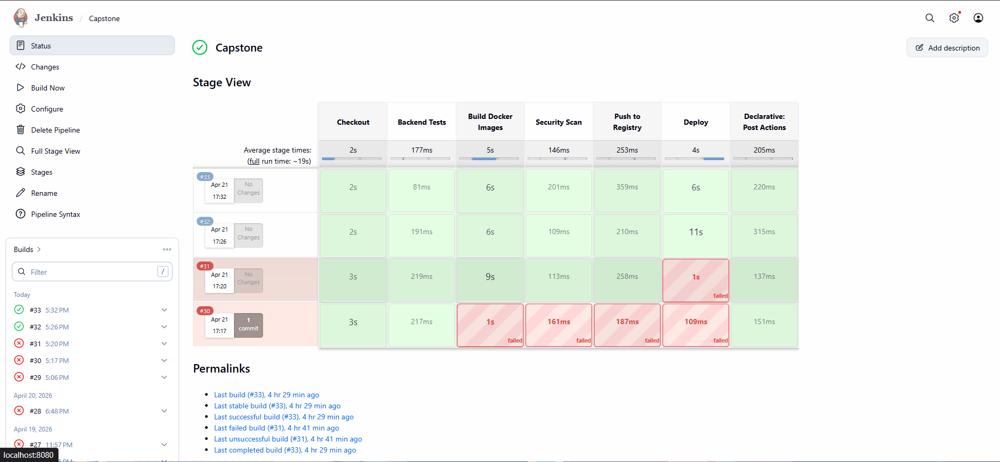 Jenkins / Capstone
Status
Changes
Build Now
Configure
Delete Pipeline
Full Stage View
Stages
Rename
Pipeline Syntax
Builds
Filter /
Today
#33 5:32 PM
#32 5:26 PM
#31 5:20 PM
#30 5:17 PM
#29 5:06 PM
April 20, 2026
#28 6:48 PM
April 19, 2026
#27 11:57 PM
localhost:8080
Capstone
Add description
Stage View
Checkout
Backend Tests
Build Docker
Images
Security Scan
Push to
Registry
Deploy
Declarative:
Post Actions
Average stage times:
(full run time: ~19s)
2s 177ms 5s 146ms 253ms 4s 205ms
#33
Apr 21
17:32
No
Changes
2s 81ms 6s 201ms 359ms 6s 220ms
#32
Apr 21
17:26
No
Changes
2s 191ms 6s 109ms 210ms 11s 315ms
#31
Apr 21
17:20
No
Changes
3s 219ms 9s 113ms 258ms 1s 137ms
failed
#30
Apr 21
17:17
1
commit
3s 217ms 1s 161ms 187ms 109ms 151ms
failed failed failed failed
Permalinks
Last build (#33), 4 hr 29 min ago
Last stable build (#33), 4 hr 29 min ago
Last successful build (#33), 4 hr 29 min ago
Last failed build (#31), 4 hr 41 min ago
Last unsuccessful build (#31), 4 hr 41 min ago
Last completed build (#33), 4 hr 29 min ago